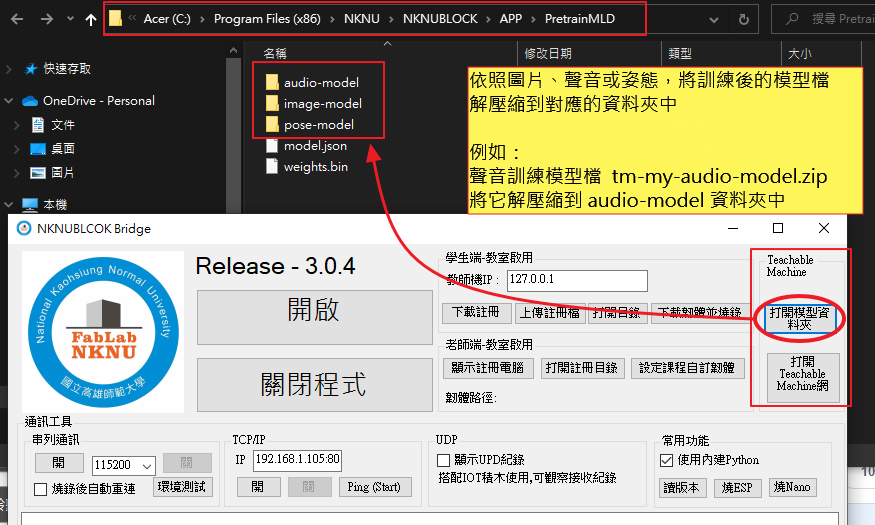 Acer (C:) > Program Files (x86) > NKNU > NKNUBLOCK > APP > PretrainMLD
搜尋 Pretrain
名稱
修改日期
類型
大小
快速存取
OneDrive - Personal
文件
桌面
圖片
本機
audio-model
image-model
pose-model
model.json
weights.bin
依照圖片、聲音或姿態，將訓練後的模型檔
解壓縮到對應的資料夾中
例如：
聲音訓練模型檔 tm-my-audio-model.zip
將它解壓縮到 audio-model 資料夾中
NKNUBLCOK Bridge
National Kaohsiung Normal University
FabLab
NKNU
國立高雄師範大學
Release - 3.0.4
開啟
關閉程式
學生端-教室啟用
教師機IP :
127.0.0.1
下載註冊
上傳註冊檔
打開目錄
下載韌體並燒錄
老師端-教室啟用
顯示註冊電腦
打開註冊目錄
設定課程自訂韌體
韌體路徑:
Teachable
Machine
打開模型資
料夾
打開
Teachable
Machine網
通訊工具
串列通訊
開
115200
關
燒錄後自動重連
環境測試
TCP/IP
IP
192.168.1.105:80
開
關
Ping (Start)
UDP
顯示UPD紀錄
搭配IOT積木使用,可觀察接收紀錄
常用功能
使用內建Python
讀版本
燒ESP
燒Nano
10